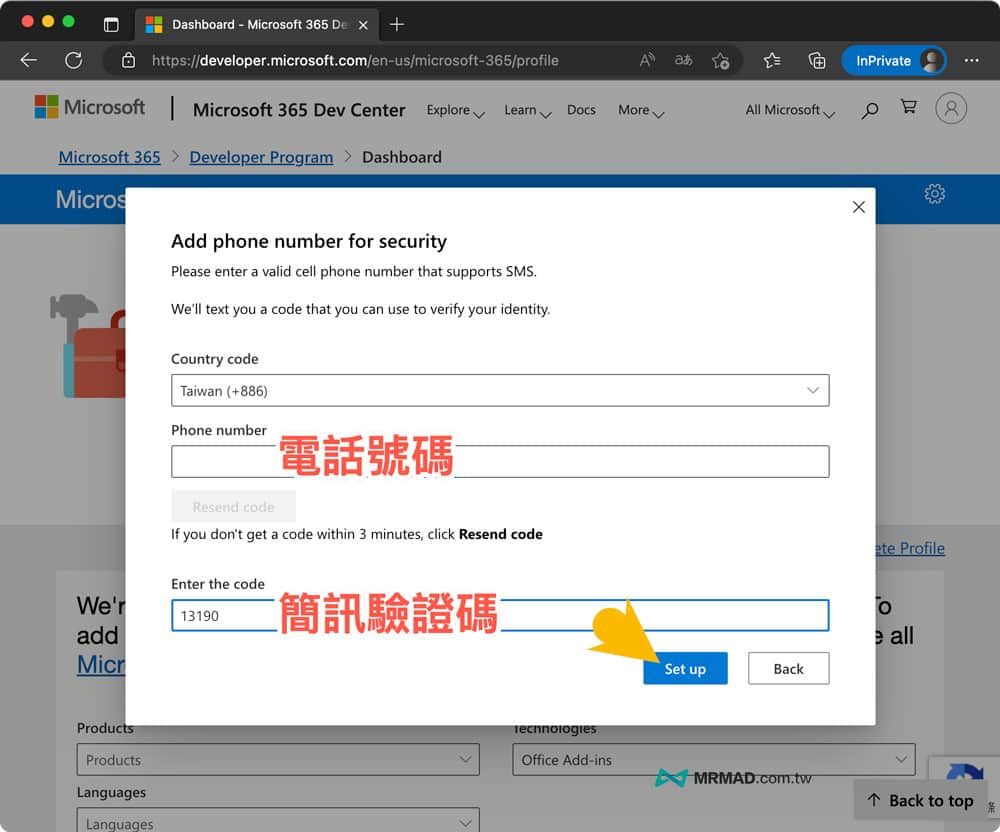 Dashboard - Microsoft 365 De
https://developer.microsoft.com/en-us/microsoft-365/profile
InPrivate
Microsoft
Microsoft 365 Dev Center
Explore
Learn
Docs
More
All Microsoft
Microsoft 365 > Developer Program > Dashboard
Micros
Add phone number for security
Please enter a valid cell phone number that supports SMS.
We'll text you a code that you can use to verify your identity.
Country code
Taiwan (+886)
Phone number
電話號碼
Resend code
If you don't get a code within 3 minutes, click Resend code
ete Profile
Enter the code
13190
簡訊驗證碼
Set up
Back
We'r
add
Micr
To
e all
Products
Products
Technologies
Office Add-ins
Languages
Languages
MRMAD.com.tw
Back to top
條